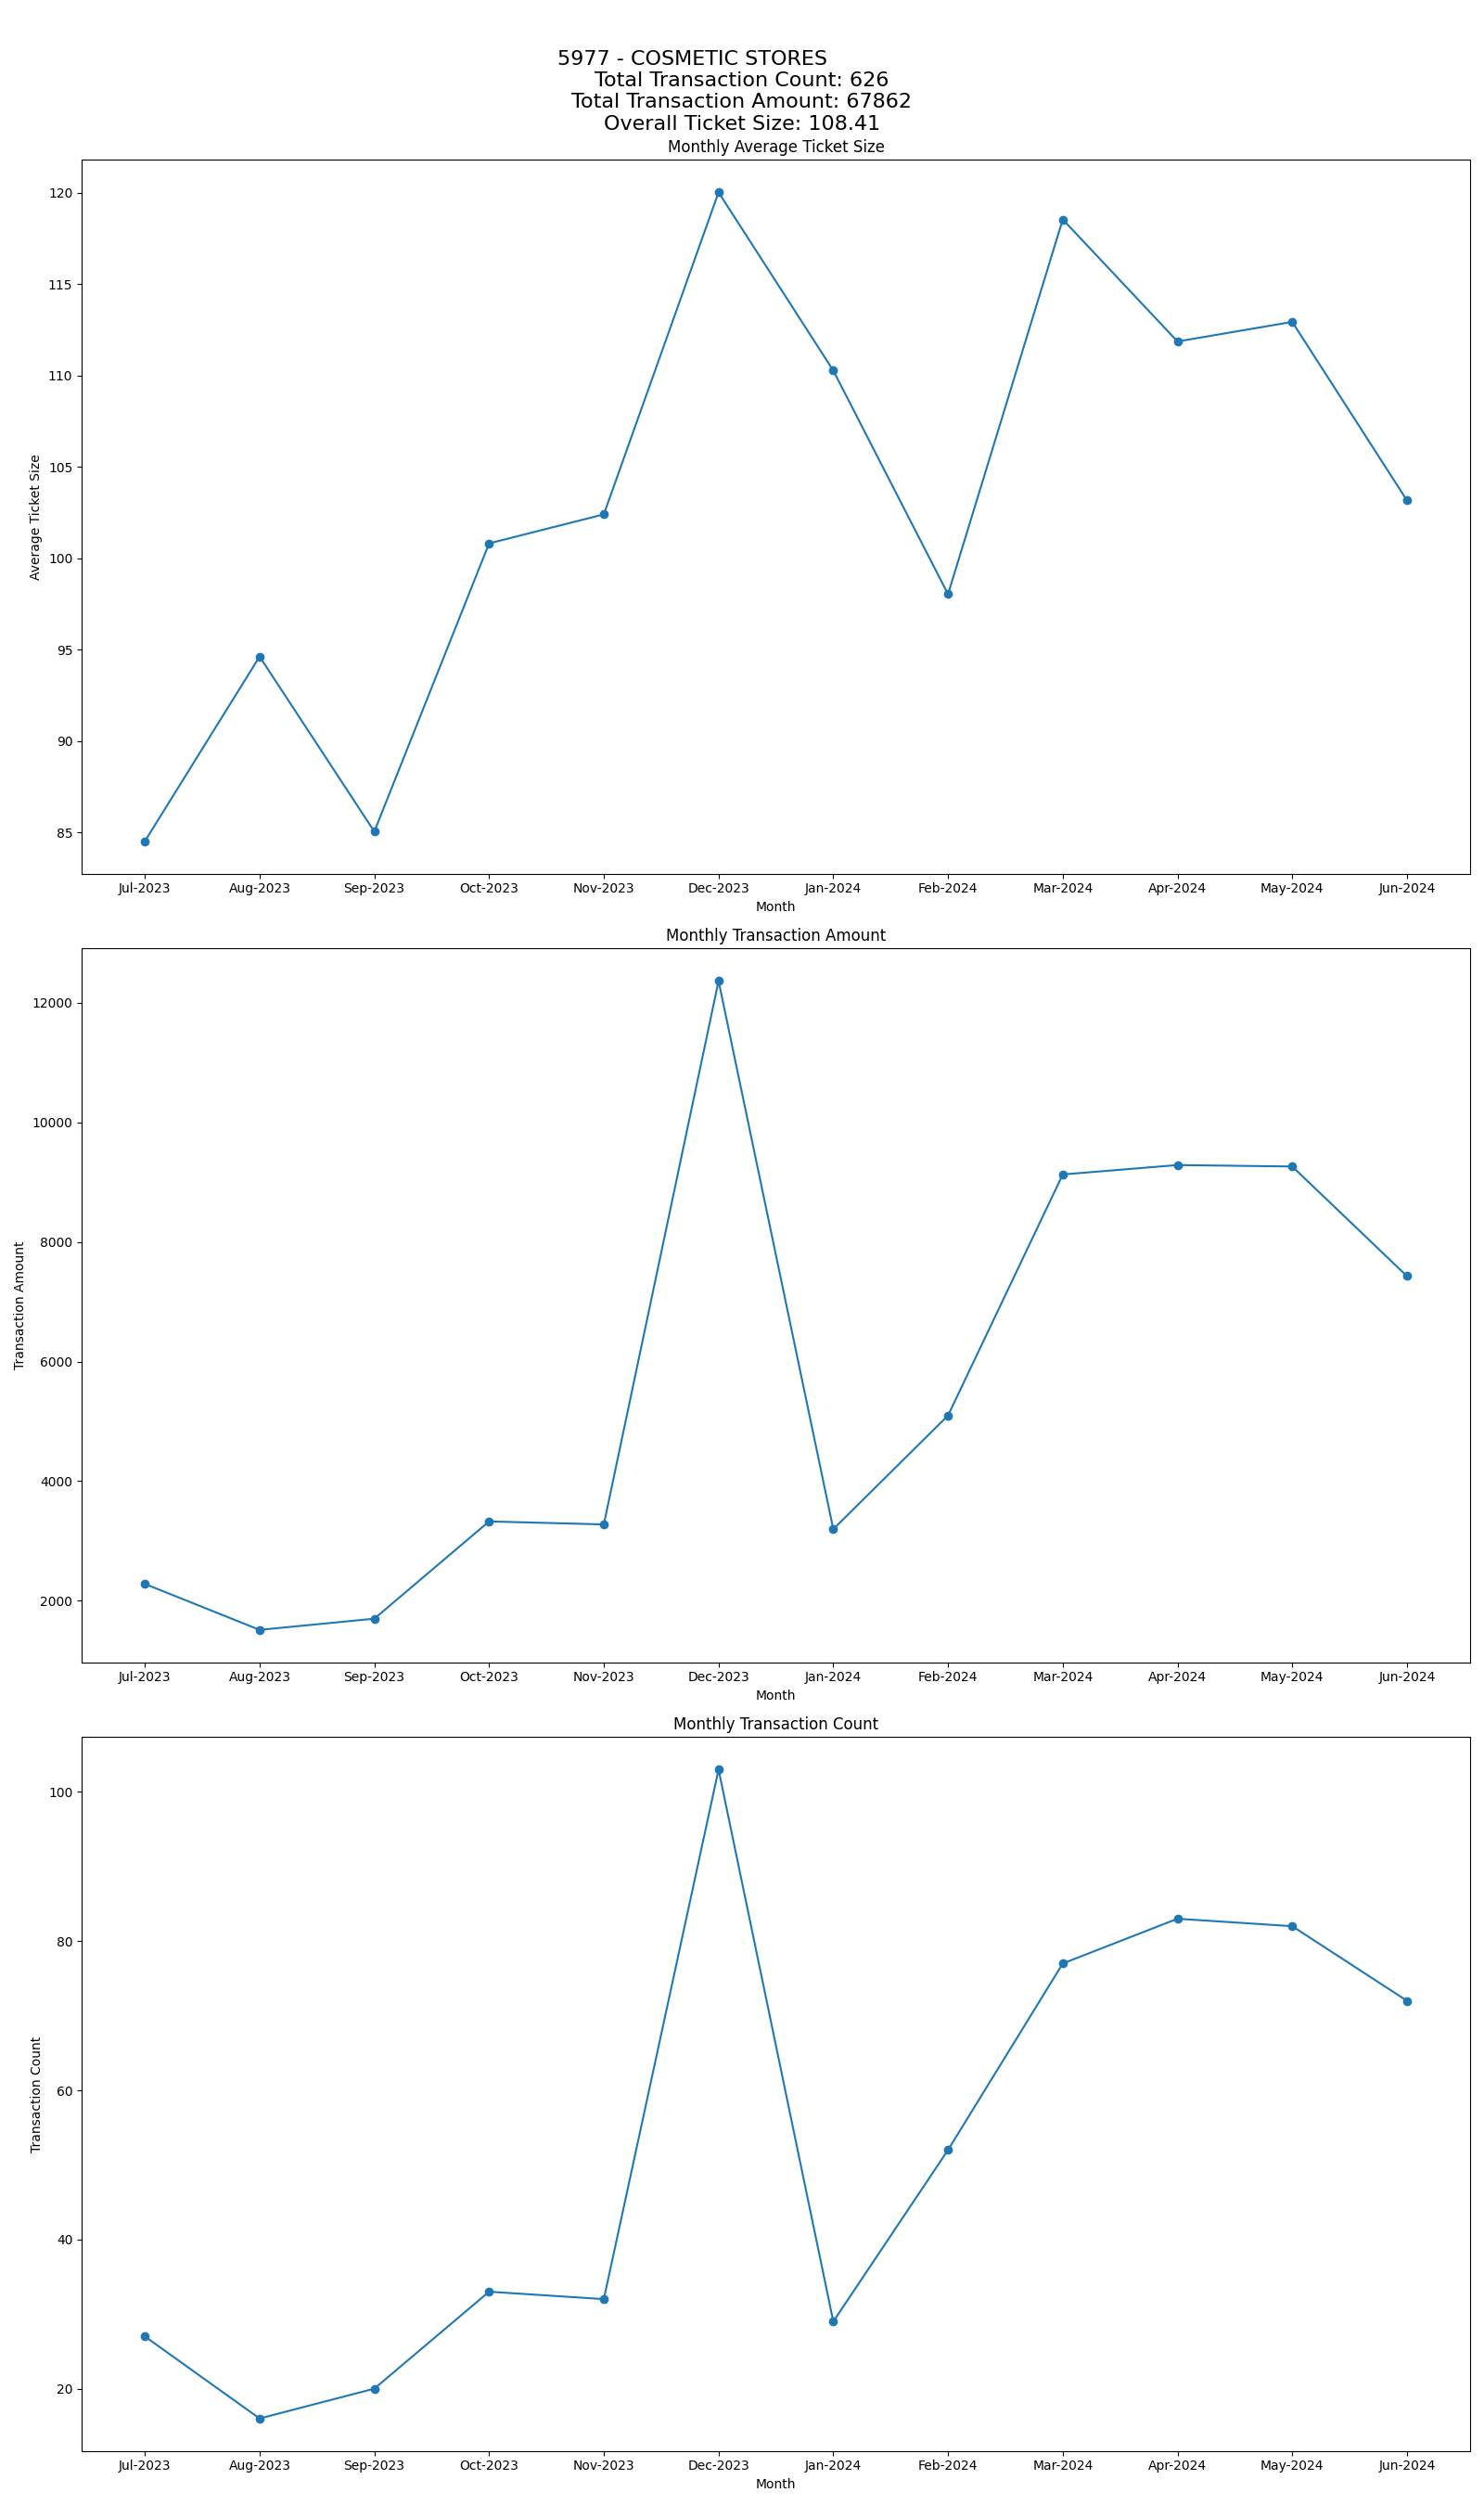 5977 - COSMETIC STORES
Total Transaction Count: 626
Total Transaction Amount: 67862
Overall Ticket Size: 108.41
Monthly Average Ticket Size
120
115
110
105
100
95
90
85
Average Ticket Size
Jul-2023 Aug-2023 Sep-2023 Oct-2023 Nov-2023 Dec-2023 Jan-2024 Feb-2024 Mar-2024 Apr-2024 May-2024 Jun-2024
Month
Monthly Transaction Amount
12000
10000
8000
6000
4000
2000
Transaction Amount
Jul-2023 Aug-2023 Sep-2023 Oct-2023 Nov-2023 Dec-2023 Jan-2024 Feb-2024 Mar-2024 Apr-2024 May-2024 Jun-2024
Month
Monthly Transaction Count
100
80
60
40
20
Transaction Count
Jul-2023 Aug-2023 Sep-2023 Oct-2023 Nov-2023 Dec-2023 Jan-2024 Feb-2024 Mar-2024 Apr-2024 May-2024 Jun-2024
Month